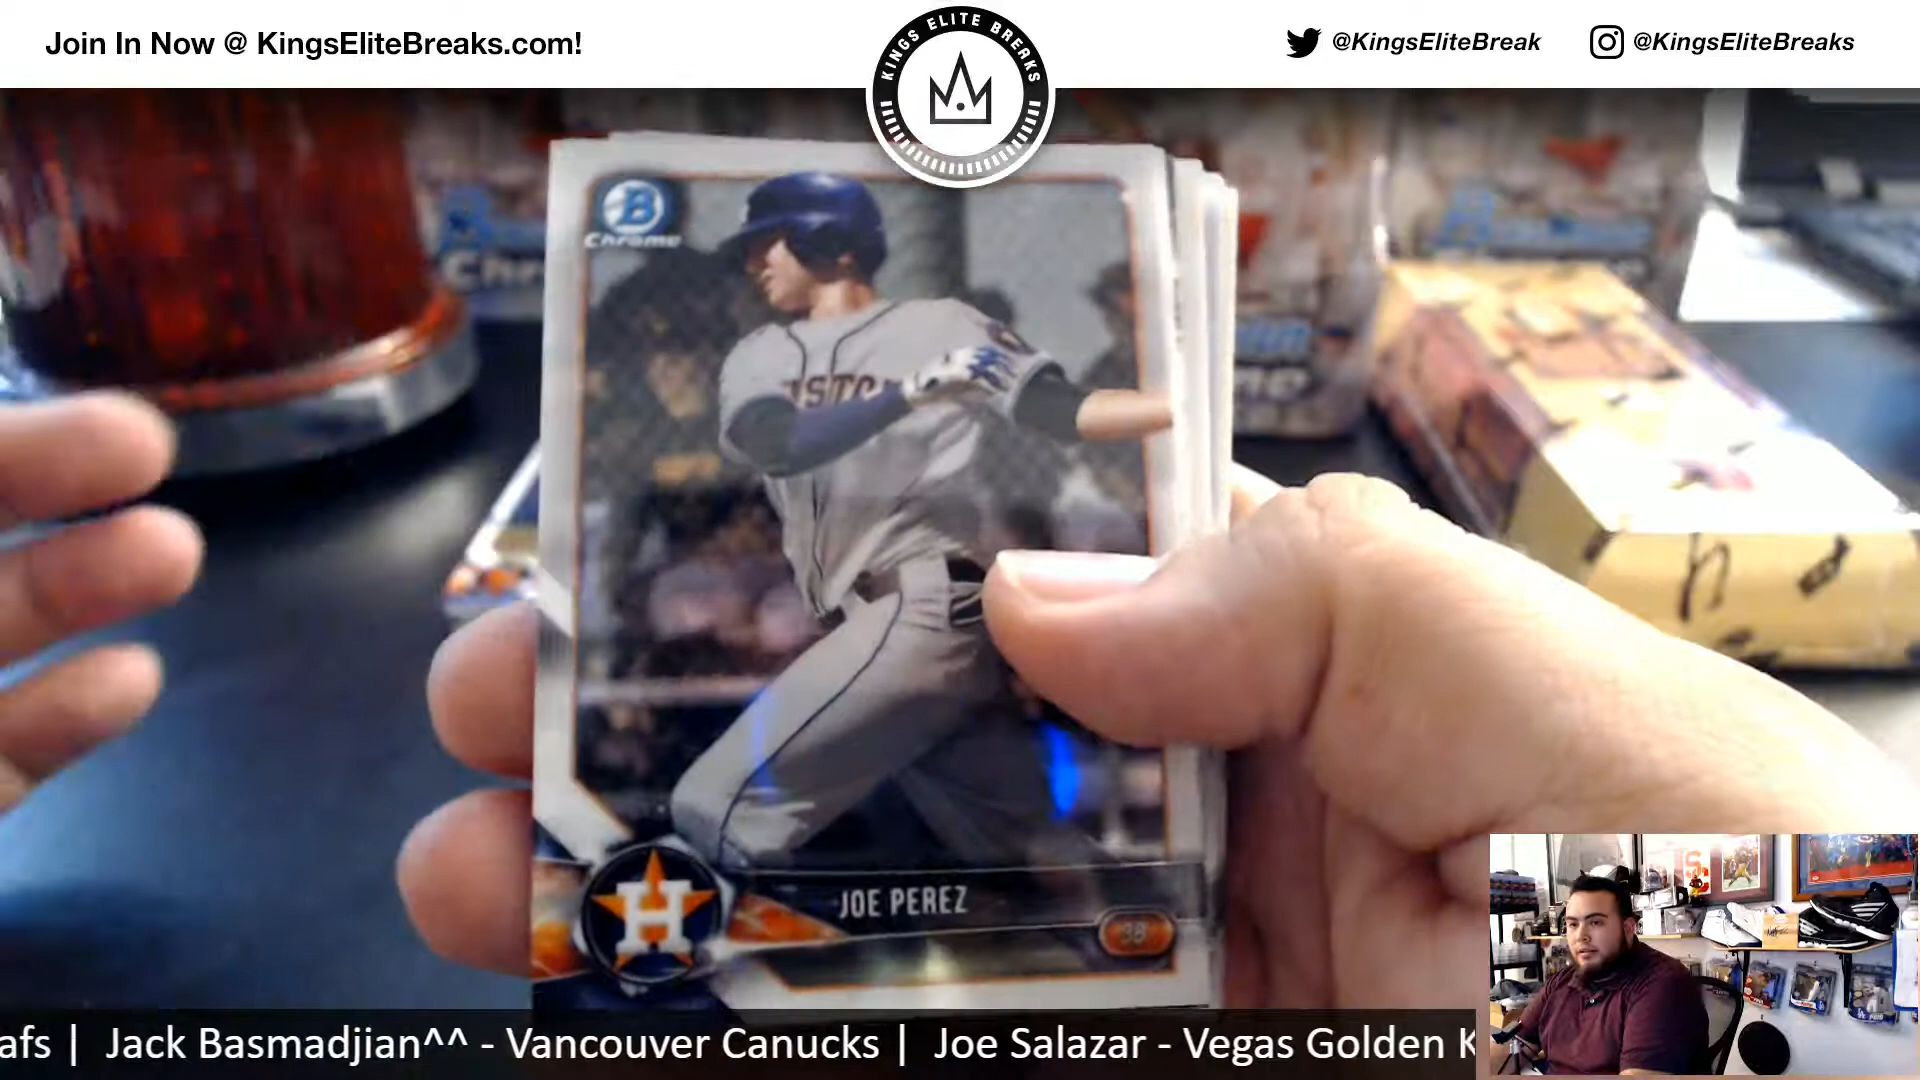 Join In Now @ KingsEliteBreaks.com!
KINGS ELITE BREAKS
@KingsEliteBreak
@KingsEliteBreaks
B
Chrome
JOE PEREZ
3B
H
afs | Jack Basmadjian^^ - Vancouver Canucks | Joe Salazar - Vegas Golden K